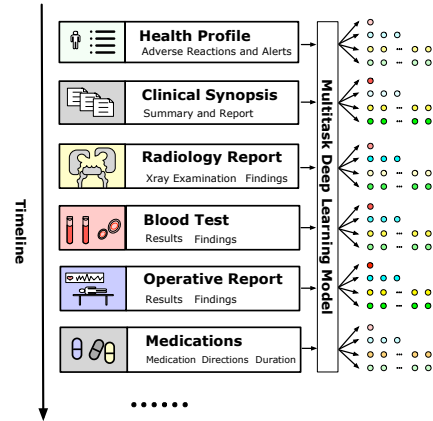 Health Profile
Adverse Reactions and Alerts
Clinical Synopsis
Summary and Report
Radiology Report
Xray Examination Findings
Blood Test
Results Findings
Operative Report
Results Findings
Medications
Medication Directions Duration
Timeline
Multitask Deep Learning Model